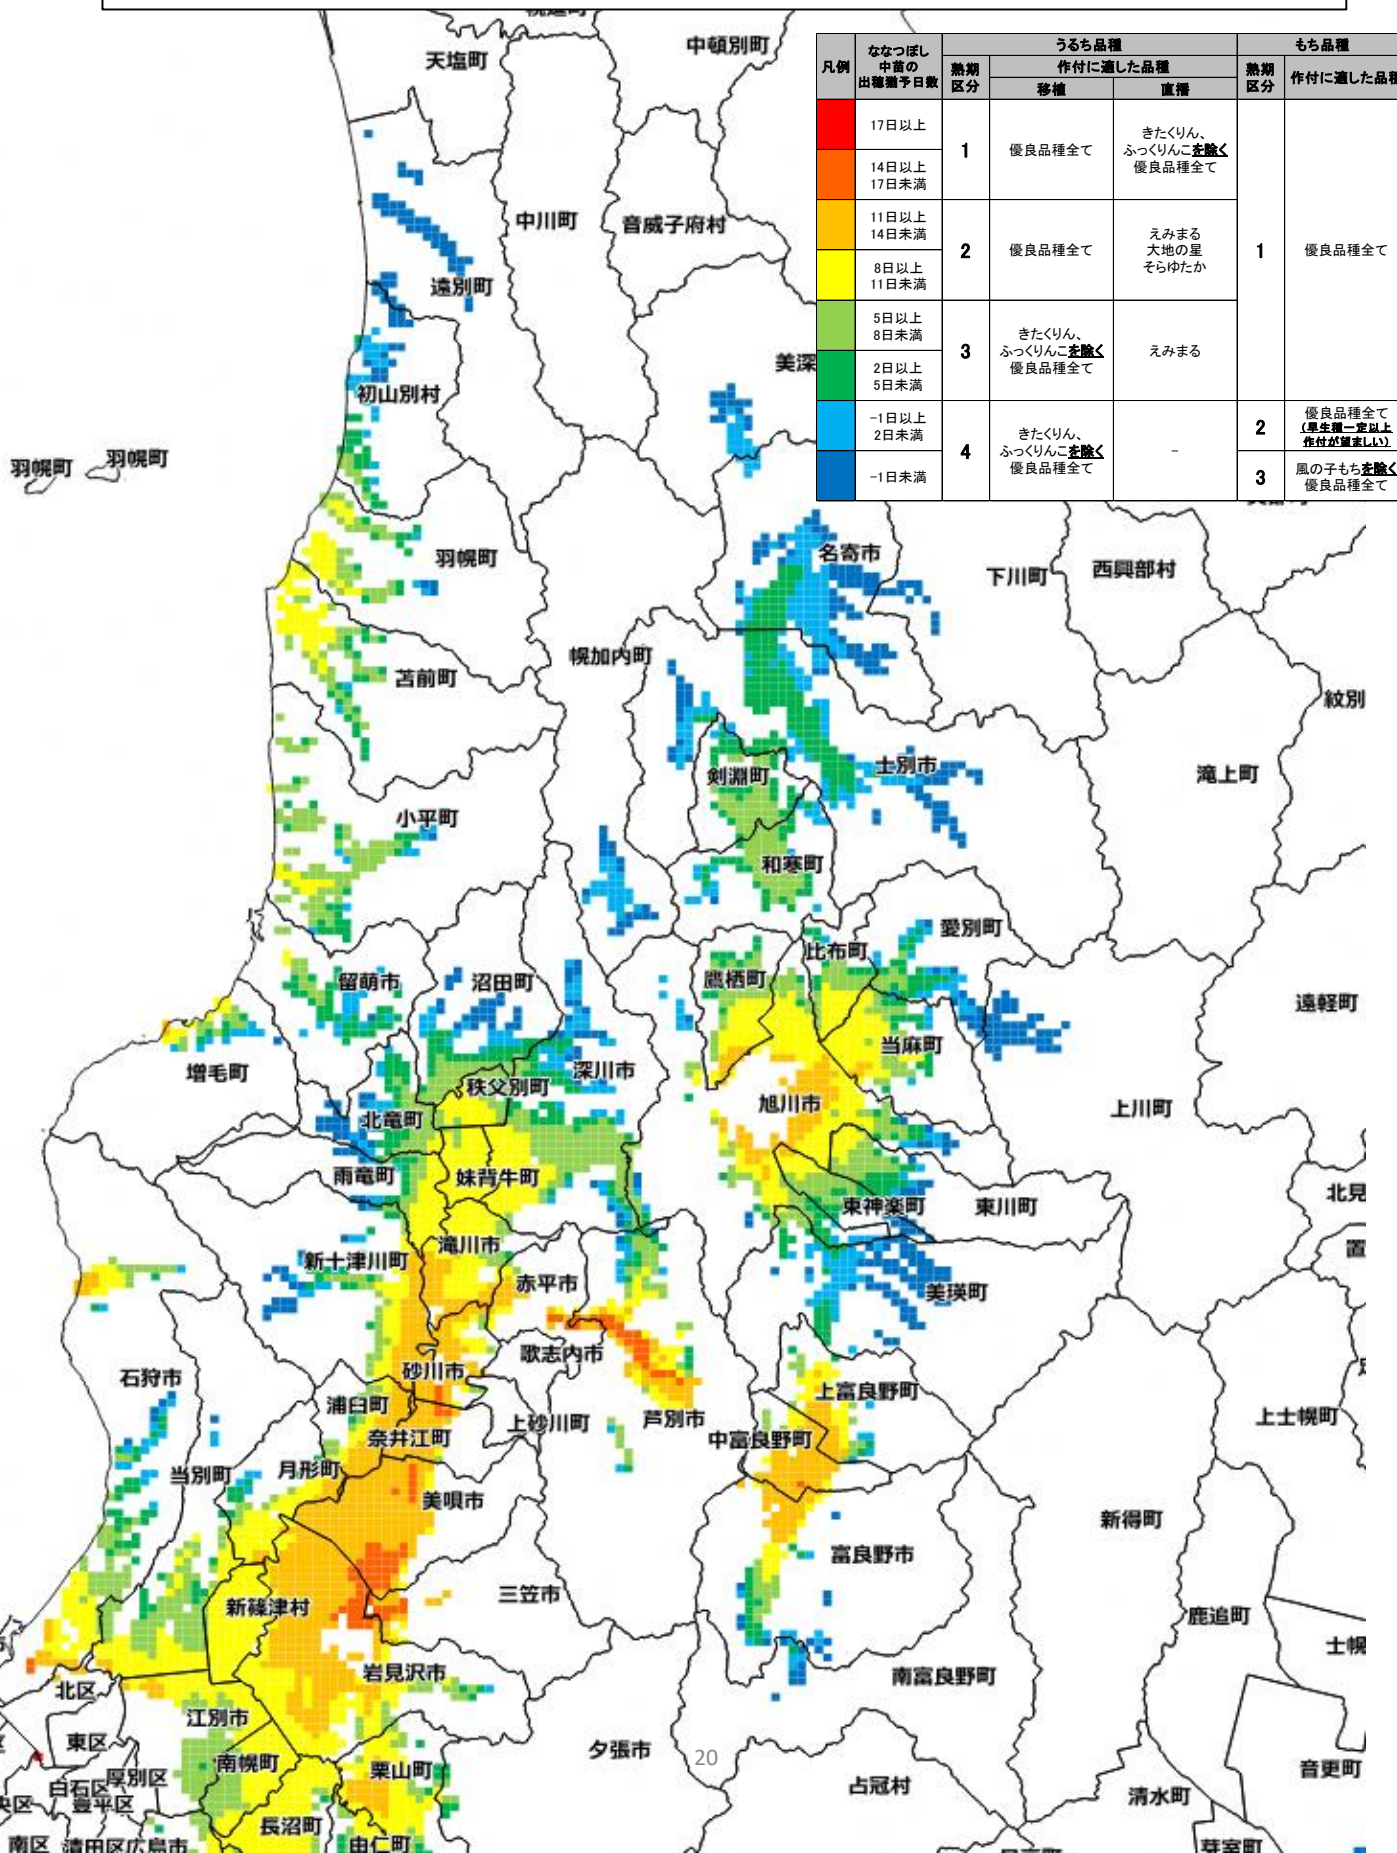 天塩町
中頓別町
凡例
ななつぼし
中苗の
出穂猶予日数
うるち品種
もち品種
熟期
区分
作付に適した品種
移植
直播
熟期
区分
作付に適した品種
17日以上
14日以上
17日未満
1
優良品種全て
きたくりん、
ふっくりんこを除く
優良品種全て
11日以上
14日未満
8日以上
11日未満
2
優良品種全て
えみまる
大地の星
そらゆたか
1
優良品種全て
5日以上
8日未満
2日以上
5日未満
3
きたくりん、
ふっくりんこを除く
優良品種全て
えみまる
-1日以上
2日未満
-1日未満
4
きたくりん、
ふっくりんこを除く
優良品種全て
-
2
優良品種全て
(早生種一定以上
作付が望ましい)
3
風の子もちを除く
優良品種全て
中川町
音威子府村
遠別町
美深
初山別村
羽幌町
羽幌町
羽幌町
名寄市
下川町
西興部村
幌加内町
苫前町
紋別
剣淵町
士別市
滝上町
小平町
和寒町
愛別町
比布町
留萌市
沼田町
鷹栖町
遠軽町
当麻町
増毛町
秩父別町
深川市
旭川市
上川町
北竜町
雨竜町
妹背牛町
東神楽町
東川町
北見
滝川市
新十津川町
赤平市
美瑛町
置
歌志内市
砂川市
石狩市
上富良野町
浦臼町
芦別市
上砂川町
奈井江町
中富良野町
上士幌町
当別町
月形町
美唄市
新得町
富良野市
三笠市
新篠津村
鹿追町
士幌
岩見沢市
南富良野町
北区
江別市
東区
夕張市
20
南幌町
栗山町
音更町
厚別区
白石区
豊平区
央区
占冠村
清水町
長沼町
由仁町
南区
清田区
広島市
芽室町